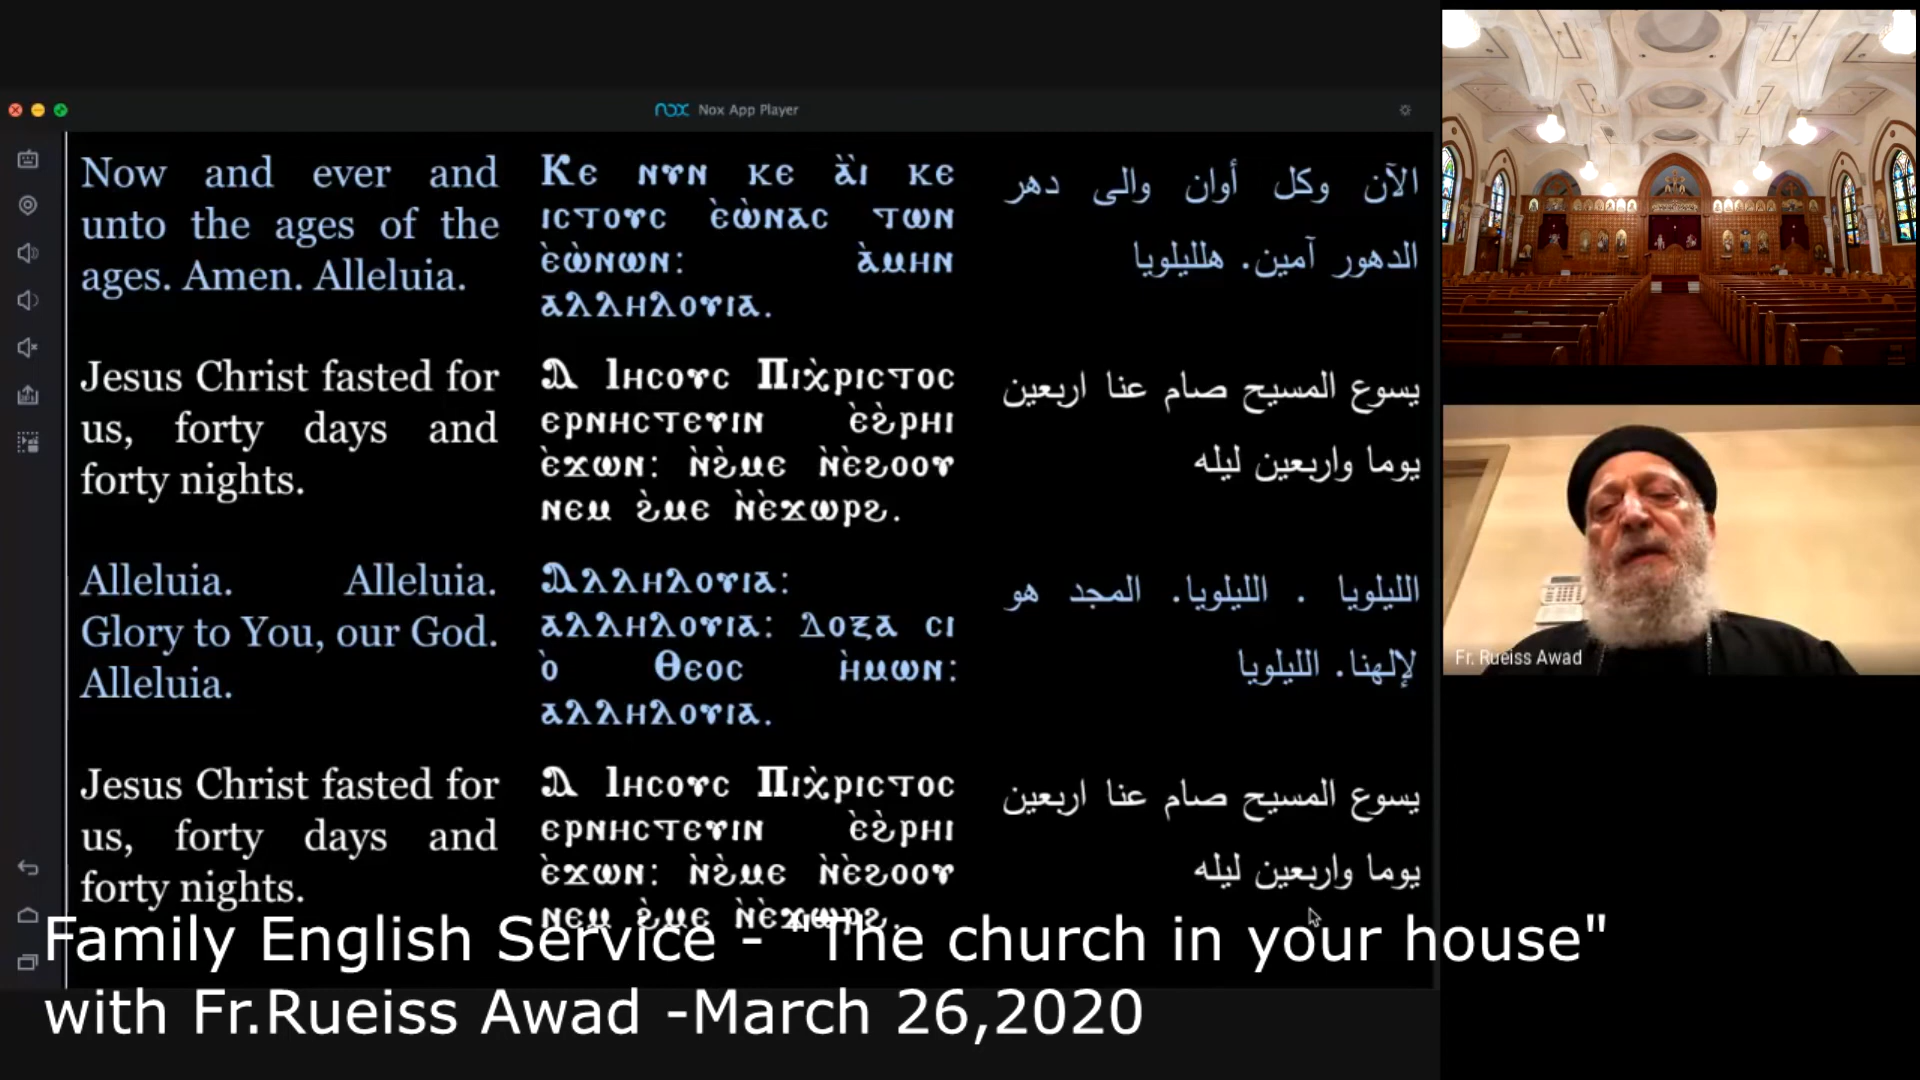 Nox App Player
Now and ever and
unto the ages of the
ages. Amen. Alleluia.
Ⲕⲉ ⲛⲩⲛ ⲕⲉ ⲁ̀ⲓ̀ ⲕⲉ
ⲓⲥⲧⲟⲩⲥ ⲉ̀ⲱ̀ⲛⲁⲥ ⲧⲱⲛ
ⲉ̀ⲱ̀ⲛⲱⲛ: ⲁ̀ⲙⲏⲛ
ⲁⲗⲗⲏⲗⲟⲩⲓⲁ.
الآن وكل أوان والى دهر
الدهور آمين. هلليلويا
Jesus Christ fasted for
us, forty days and
forty nights.
Ⲁ Ⲓⲏⲥⲟⲩⲥ Ⲡⲓⲭ̀ⲣⲓⲥⲧⲟⲥ
ⲉⲣⲛⲏⲥⲧⲉⲩⲓⲛ ⲉ̀ϩ̀ⲣⲏⲓ
ⲉ̀ϫⲱⲛ: ⲛ̀ϩ̀ⲙⲉ ⲛ̀ⲉ̀ϩⲟⲟⲩ
ⲛⲉⲙ ϩ̀ⲙⲉ ⲛ̀ⲉ̀ϫⲱⲣϩ.
يسوع المسيح صام عنا اربعين
يوما واربعين ليله
Alleluia. Alleluia.
Glory to You, our God.
Alleluia.
Ⲁⲗⲗⲏⲗⲟⲩⲓⲁ:
ⲁⲗⲗⲏⲗⲟⲩⲓⲁ: Ⲇⲟⲝⲁ ⲥⲓ
ⲟ̀ Ⲑⲉⲟⲥ ⲏ̀ⲙⲱⲛ:
ⲁⲗⲗⲏⲗⲟⲩⲓⲁ.
الليلويا . الليلويا. المجد هو
لإلهنا. الليلويا
Jesus Christ fasted for
us, forty days and
forty nights.
Ⲁ Ⲓⲏⲥⲟⲩⲥ Ⲡⲓⲭ̀ⲣⲓⲥⲧⲟⲥ
ⲉⲣⲛⲏⲥⲧⲉⲩⲓⲛ ⲉ̀ϩ̀ⲣⲏⲓ
ⲉ̀ϫⲱⲛ: ⲛ̀ϩ̀ⲙⲉ ⲛ̀ⲉ̀ϩⲟⲟⲩ
ⲛⲉⲙ ϩ̀ⲙⲉ ⲛ̀ⲉ̀ϫⲱⲣϩ.
يسوع المسيح صام عنا اربعين
يوما واربعين ليله
Fr. Rueiss Awad
Family English Service - "The church in your house"
with Fr.Rueiss Awad -March 26,2020